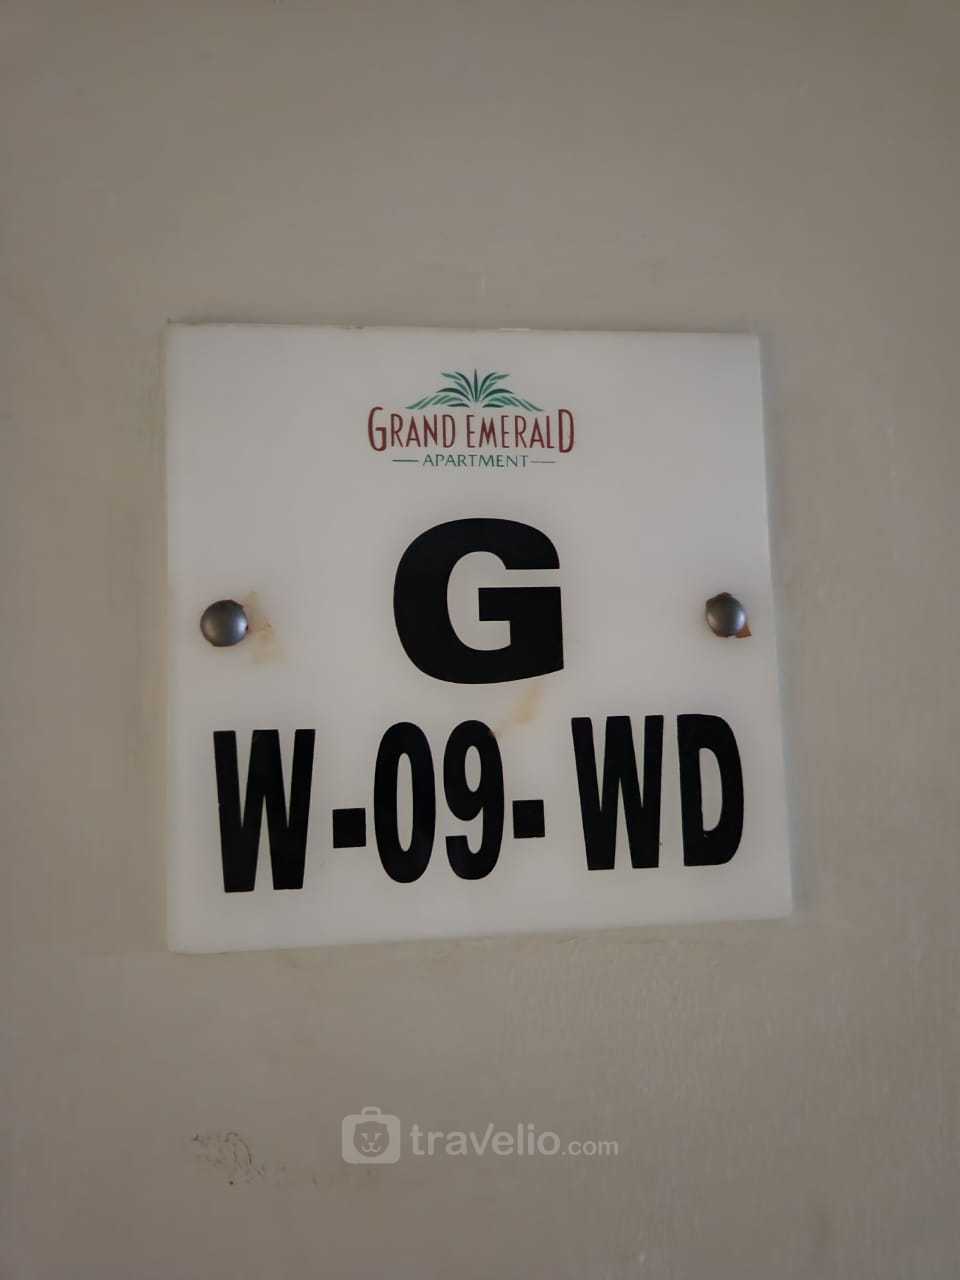 GRAND EMERALD
APARTMENT
G
W-09-WD
travelio.com